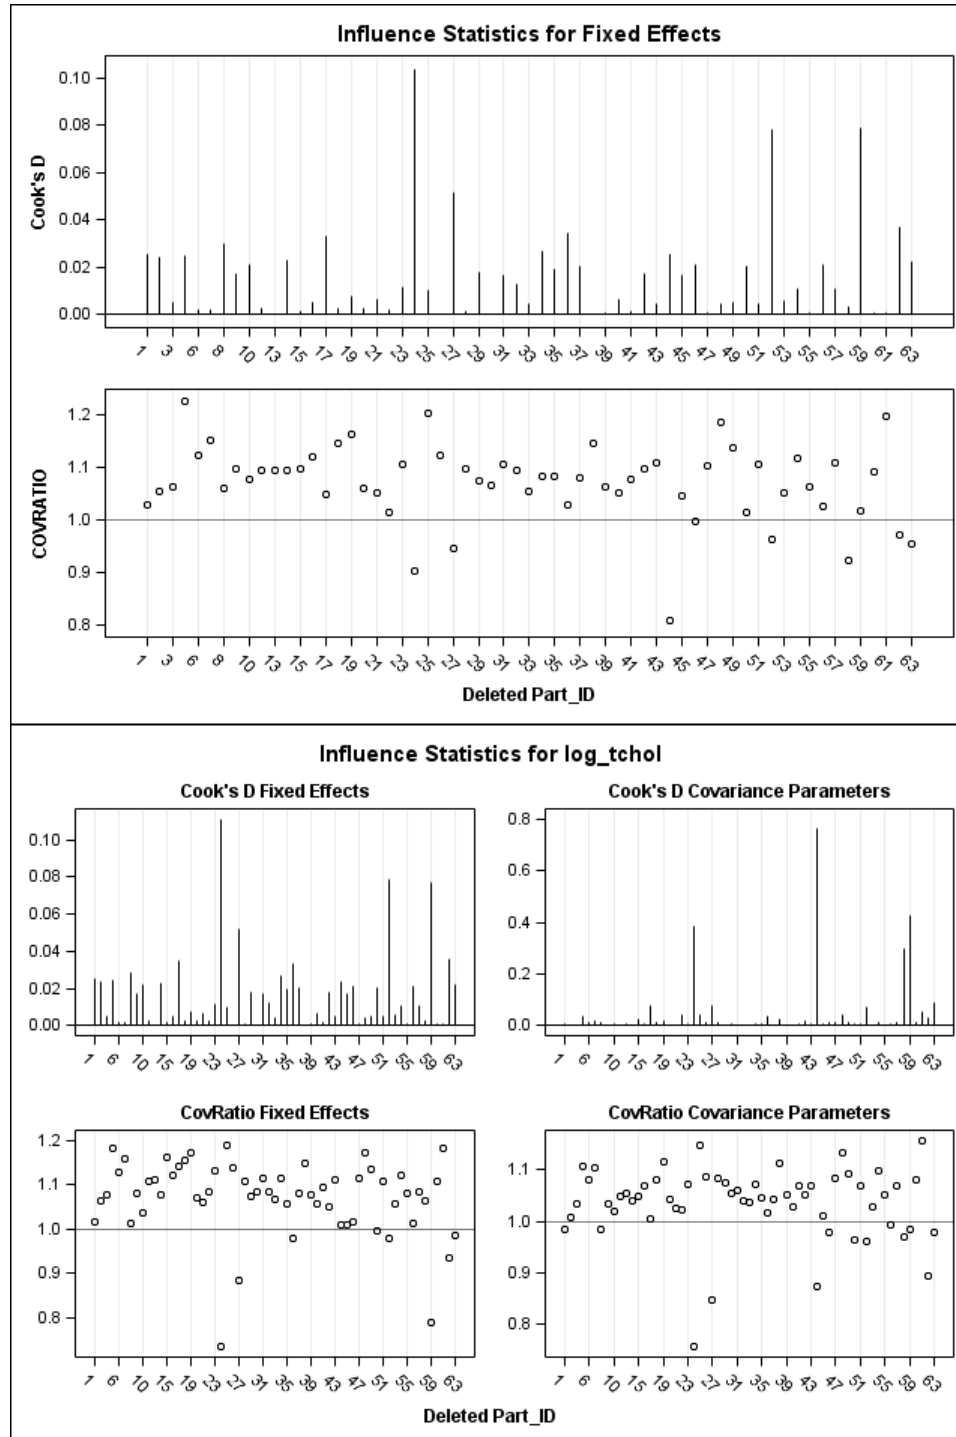 Influence Statistics for Fixed Effects
Cook's D
0.10
0.08
0.06
0.04
0.02
0.00
1 3 6 8 10 13 15 17 19 21 23 25 27 29 31 33 35 37 39 41 43 45 47 49 51 53 55 57 59 61 63
COVRATIO
1.2
1.1
1.0
0.9
0.8
1 3 6 8 10 13 15 17 19 21 23 25 27 29 31 33 35 37 39 41 43 45 47 49 51 53 55 57 59 61 63
Deleted Part_ID
Influence Statistics for log_tchol
Cook's D Fixed Effects
0.10
0.08
0.06
0.04
0.02
0.00
1 6 10 15 19 23 27 31 35 39 43 47 51 55 59 63
Cook's D Covariance Parameters
0.8
0.6
0.4
0.2
0.0
1 6 10 15 19 23 27 31 35 39 43 47 51 55 59 63
CovRatio Fixed Effects
1.2
1.1
1.0
0.9
0.8
1 6 10 15 19 23 27 31 35 39 43 47 51 55 59 63
CovRatio Covariance Parameters
1.1
1.0
0.9
0.8
1 6 10 15 19 23 27 31 35 39 43 47 51 55 59 63
Deleted Part_ID